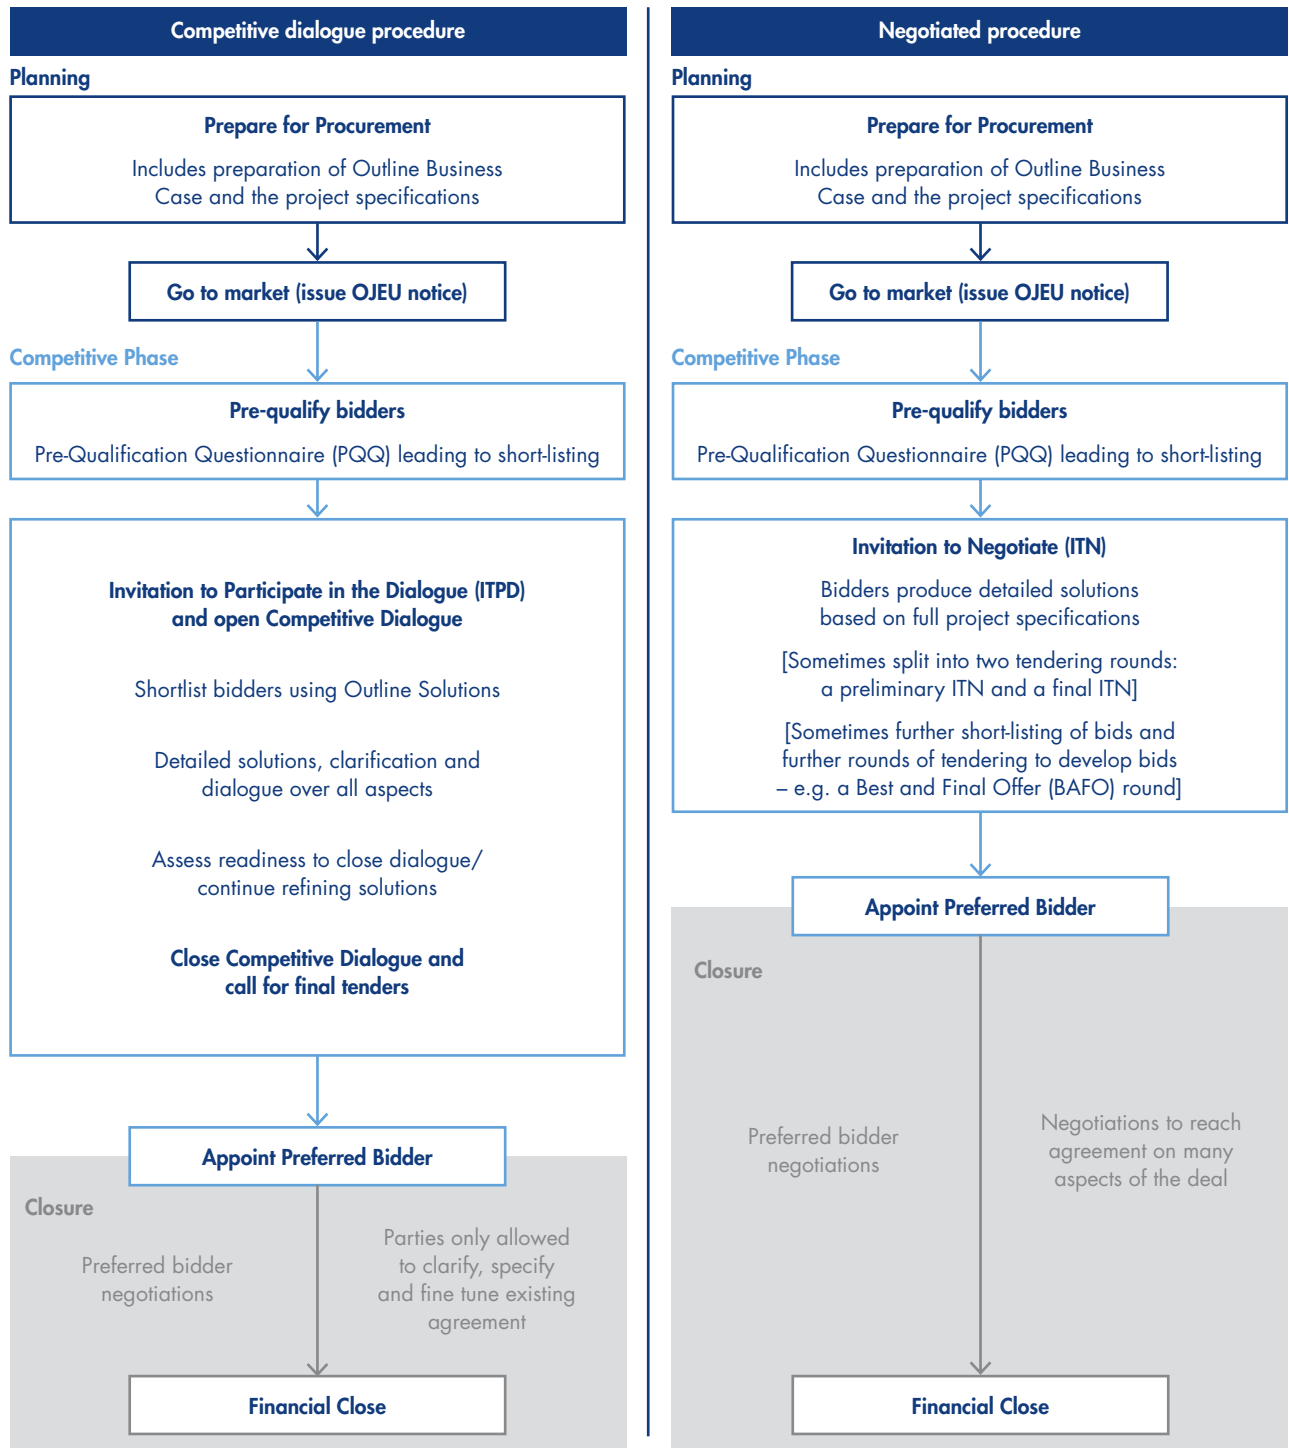 Competitive dialogue procedure
Planning
Prepare for Procurement
Includes preparation of Outline Business
Case and the project specifications
Go to market (issue OJEU notice)
Competitive Phase
Pre-qualify bidders
Pre-Qualification Questionnaire (PQQ) leading to short-listing
Invitation to Participate in the Dialogue (ITPD)
and open Competitive Dialogue
Shortlist bidders using Outline Solutions
Detailed solutions, clarification and
dialogue over all aspects
Assess readiness to close dialogue/
continue refining solutions
Close Competitive Dialogue and
call for final tenders
Appoint Preferred Bidder
Closure
Preferred bidder
negotiations
Parties only allowed
to clarify, specify
and fine tune existing
agreement
Financial Close
Negotiated procedure
Planning
Prepare for Procurement
Includes preparation of Outline Business
Case and the project specifications
Go to market (issue OJEU notice)
Competitive Phase
Pre-qualify bidders
Pre-Qualification Questionnaire (PQQ) leading to short-listing
Invitation to Negotiate (ITN)
Bidders produce detailed solutions
based on full project specifications
[Sometimes split into two tendering rounds:
a preliminary ITN and a final ITN]
[Sometimes further short-listing of bids and
further rounds of tendering to develop bids
– e.g. a Best and Final Offer (BAFO) round]
Appoint Preferred Bidder
Closure
Preferred bidder
negotiations
Negotiations to reach
agreement on many
aspects of the deal
Financial Close